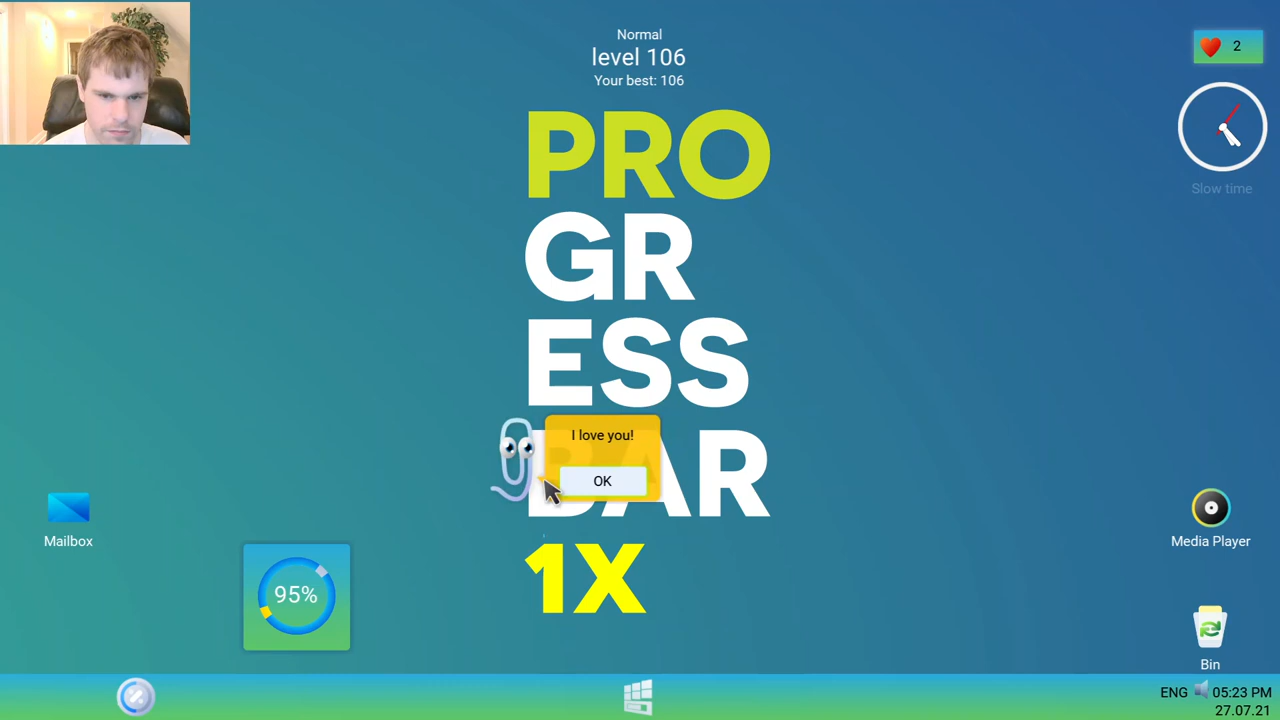 Normal
level 106
Your best: 106
2
Slow time
PRO
GR
ESS
BAR
1X
I love you!
OK
Mailbox
95%
Media Player
Bin
ENG 05:23 PM
27.07.21